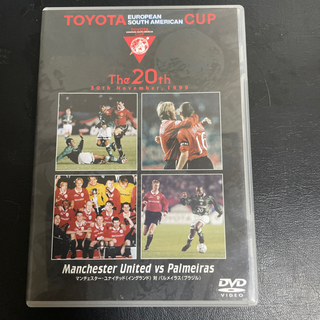 TOYOTA EUROPEAN SOUTH AMERICAN CUP
The 20th
30th November, 1999
Manchester United vs Palmeiras
マンチェスター・ユナイテッド(イングランド) 対 パルメイラス(ブラジル)
DVD
VIDEO